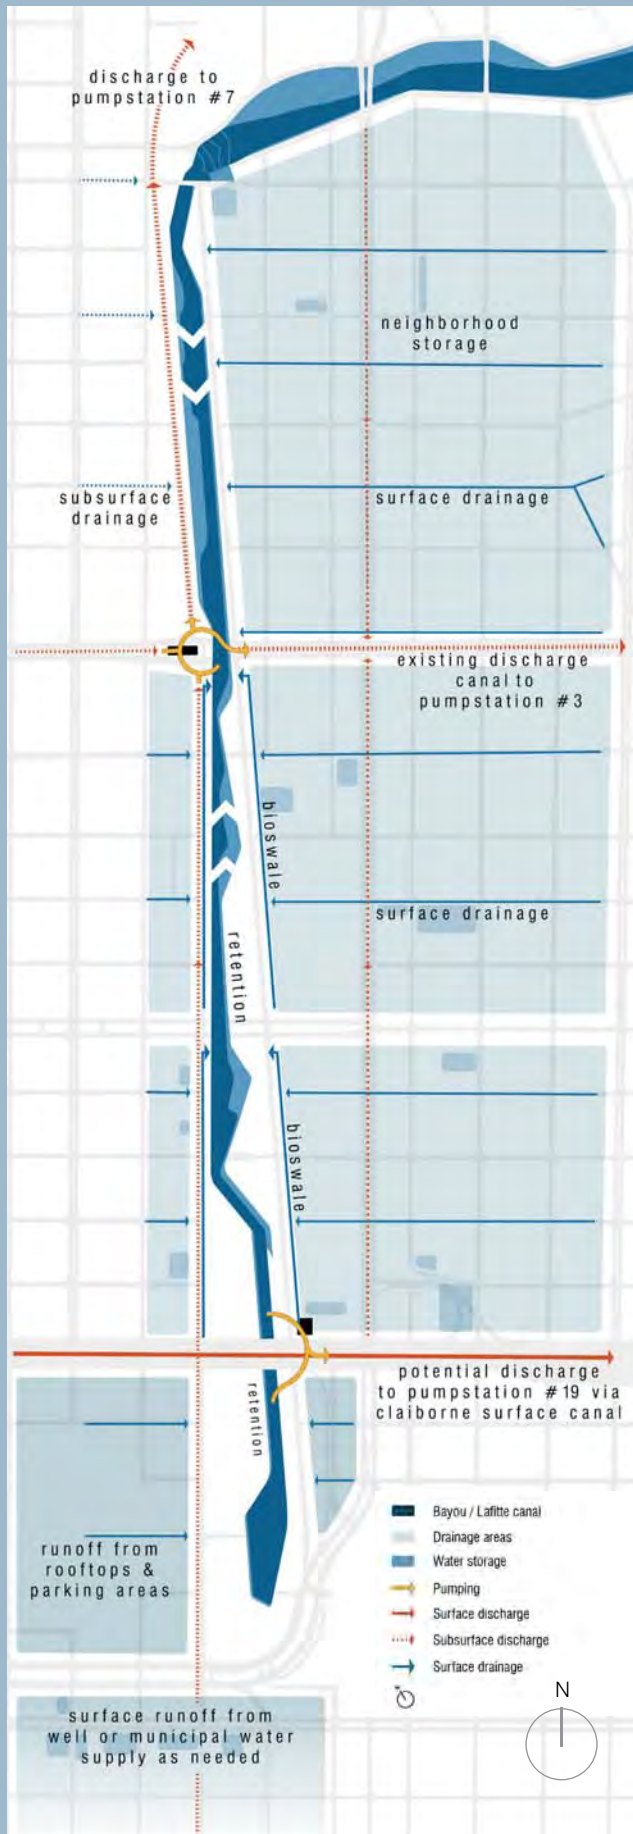 discharge to
pumpstation #7
neighborhood
storage
subsurface
drainage
surface drainage
existing discharge
canal to
pumpstation #3
bioswale
surface drainage
retention
bioswale
potential discharge
to pumpstation #19 via
claiborne surface canal
retention
runoff from
rooftops &
parking areas
Bayou / Lafitte canal
Drainage areas
Water storage
Pumping
Surface discharge
Subsurface discharge
Surface drainage
N
surface runoff from
well or municipal water
supply as needed